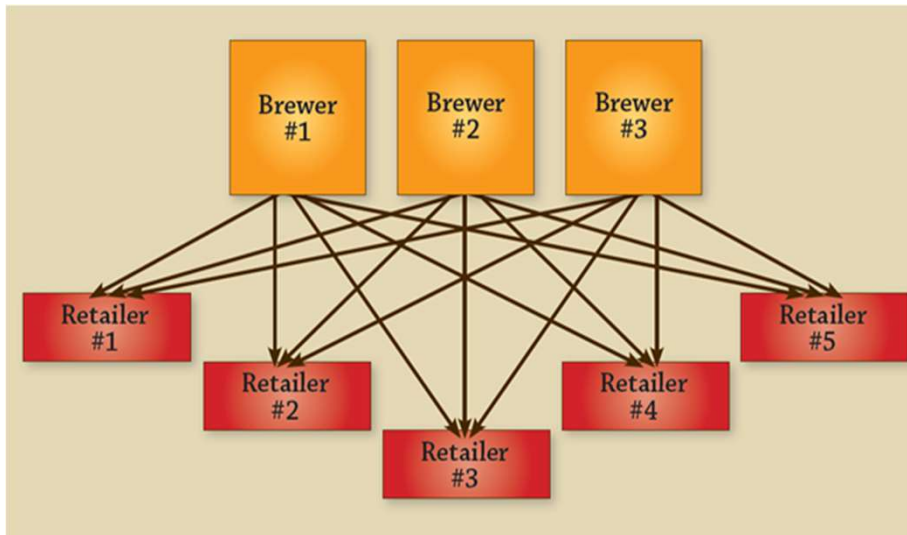 Brewer
#1
Brewer
#2
Brewer
#3
Retailer
#1
Retailer
#2
Retailer
#3
Retailer
#4
Retailer
#5